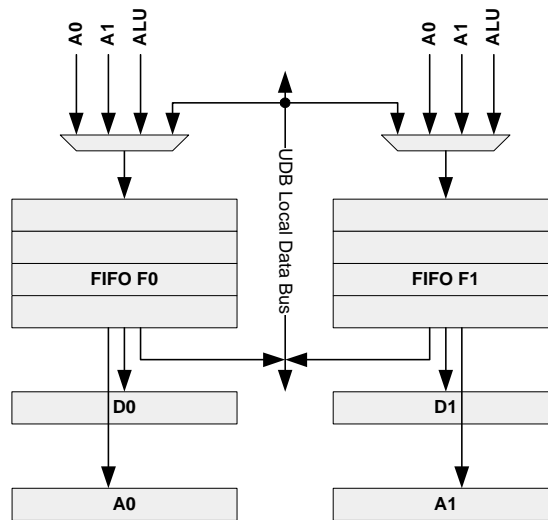 A0
A1
ALU
A0
A1
ALU
UDB Local Data Bus
FIFO F0
FIFO F1
D0
D1
A0
A1